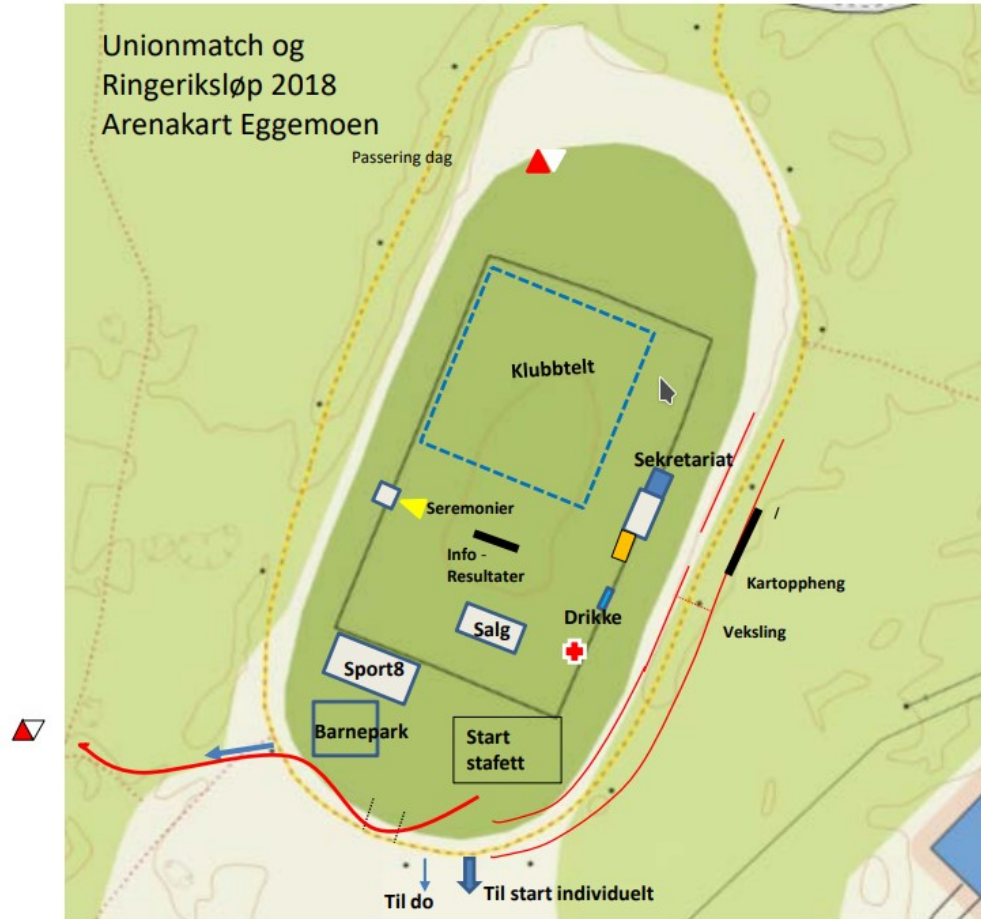 Unionmatch og
Ringeriksløp 2018
Arenakart Eggemoen
Passering dag
Klubbtelt
Sekretariat
Seremonier
/
Info -
Resultater
Kartoppheng
Drikke
Salg
Veksling
Sport8
Barnepark
Start
stafett
Til do
Til start individuelt